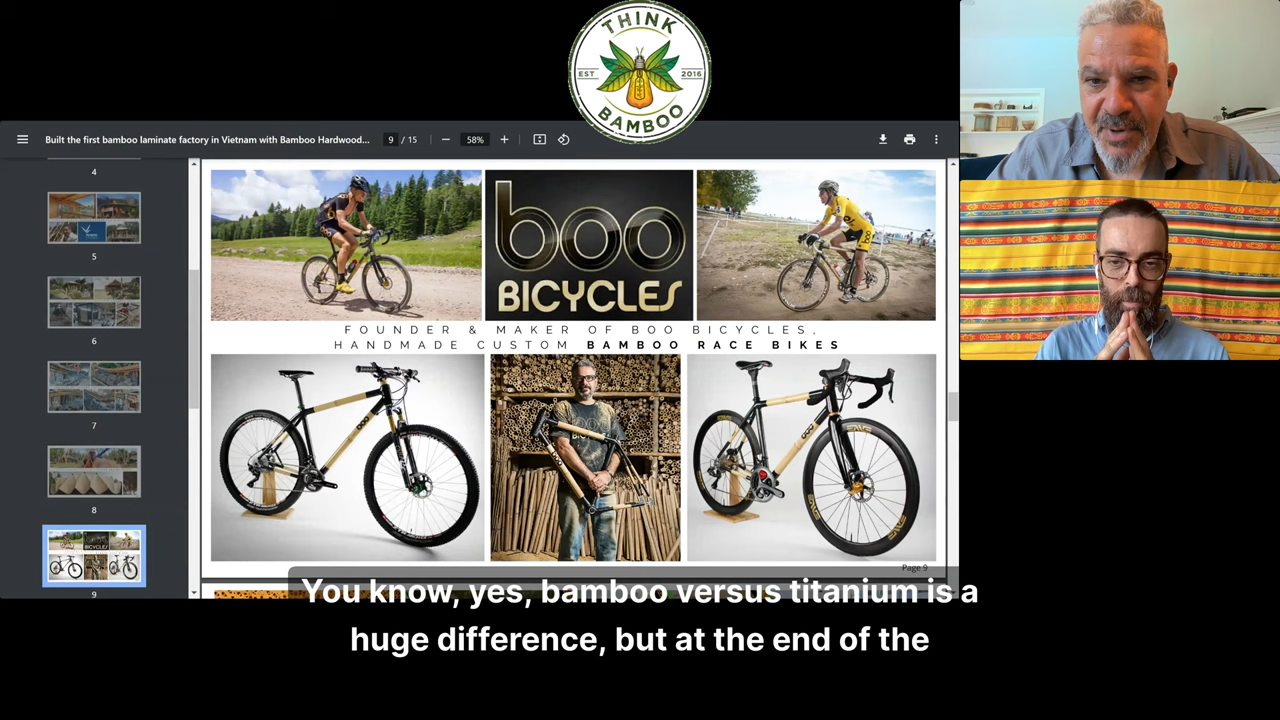 THINK
EST 2016
BAMBOO
Built the first bamboo laminate factory in Vietnam with Bamboo Hardwood... 9 / 15 58%
4
5
6
7
8
9
boo
BICYCLES
FOUNDER & MAKER OF BOO BICYCLES,
HANDMADE CUSTOM BAMBOO RACE BIKES
boo
boo
Page 9
You know, yes, bamboo versus titanium is a
huge difference, but at the end of the